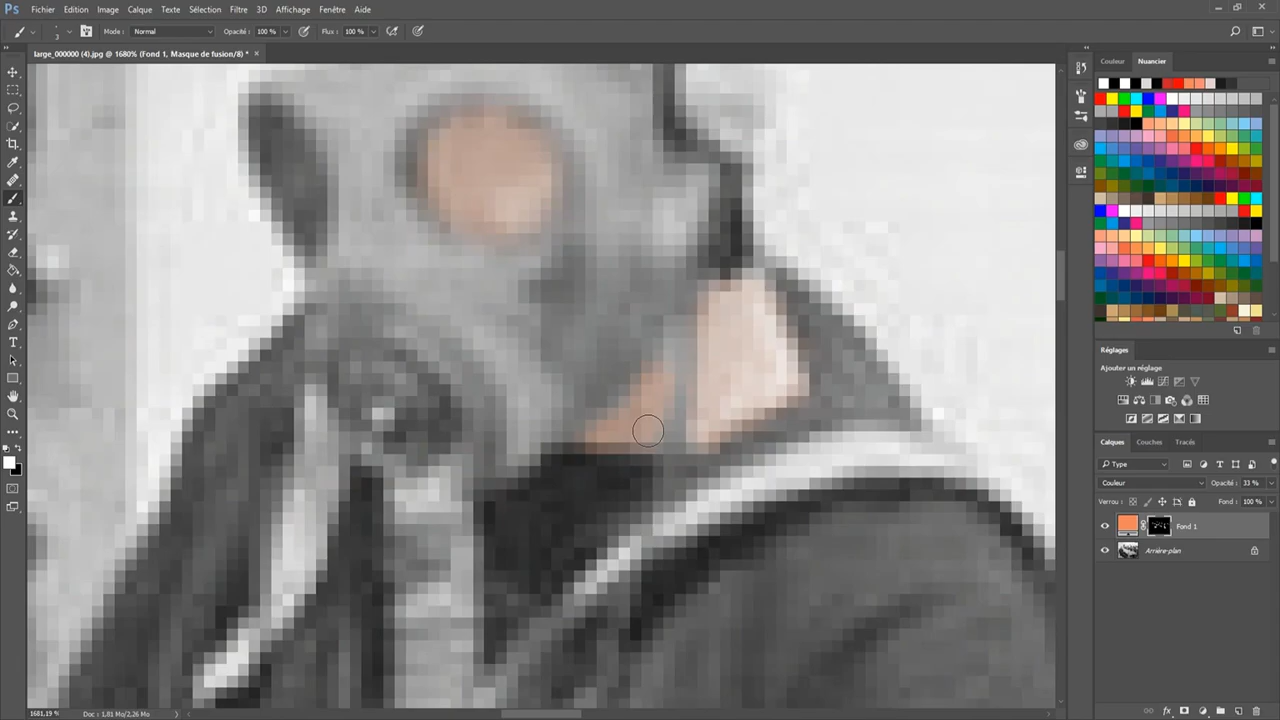 Ps Fichier Edition Image Calque Texte Sélection Filtre 3D Affichage Fenêtre Aide
3 Mode : Normal Opacité : 100 % Flux : 100 %
large_000000 (4).jpg @ 1680% (Fond 1, Masque de fusion/8) * ×
Couleur Nuancier
Réglages
Ajouter un réglage
Calques Couches Tracés
Type
Couleur Opacité : 33 %
Verrou : Fond : 100 %
Fond 1
Arrière-plan
fx
1681,19 % Doc : 1,81 Mo/2,26 Mo